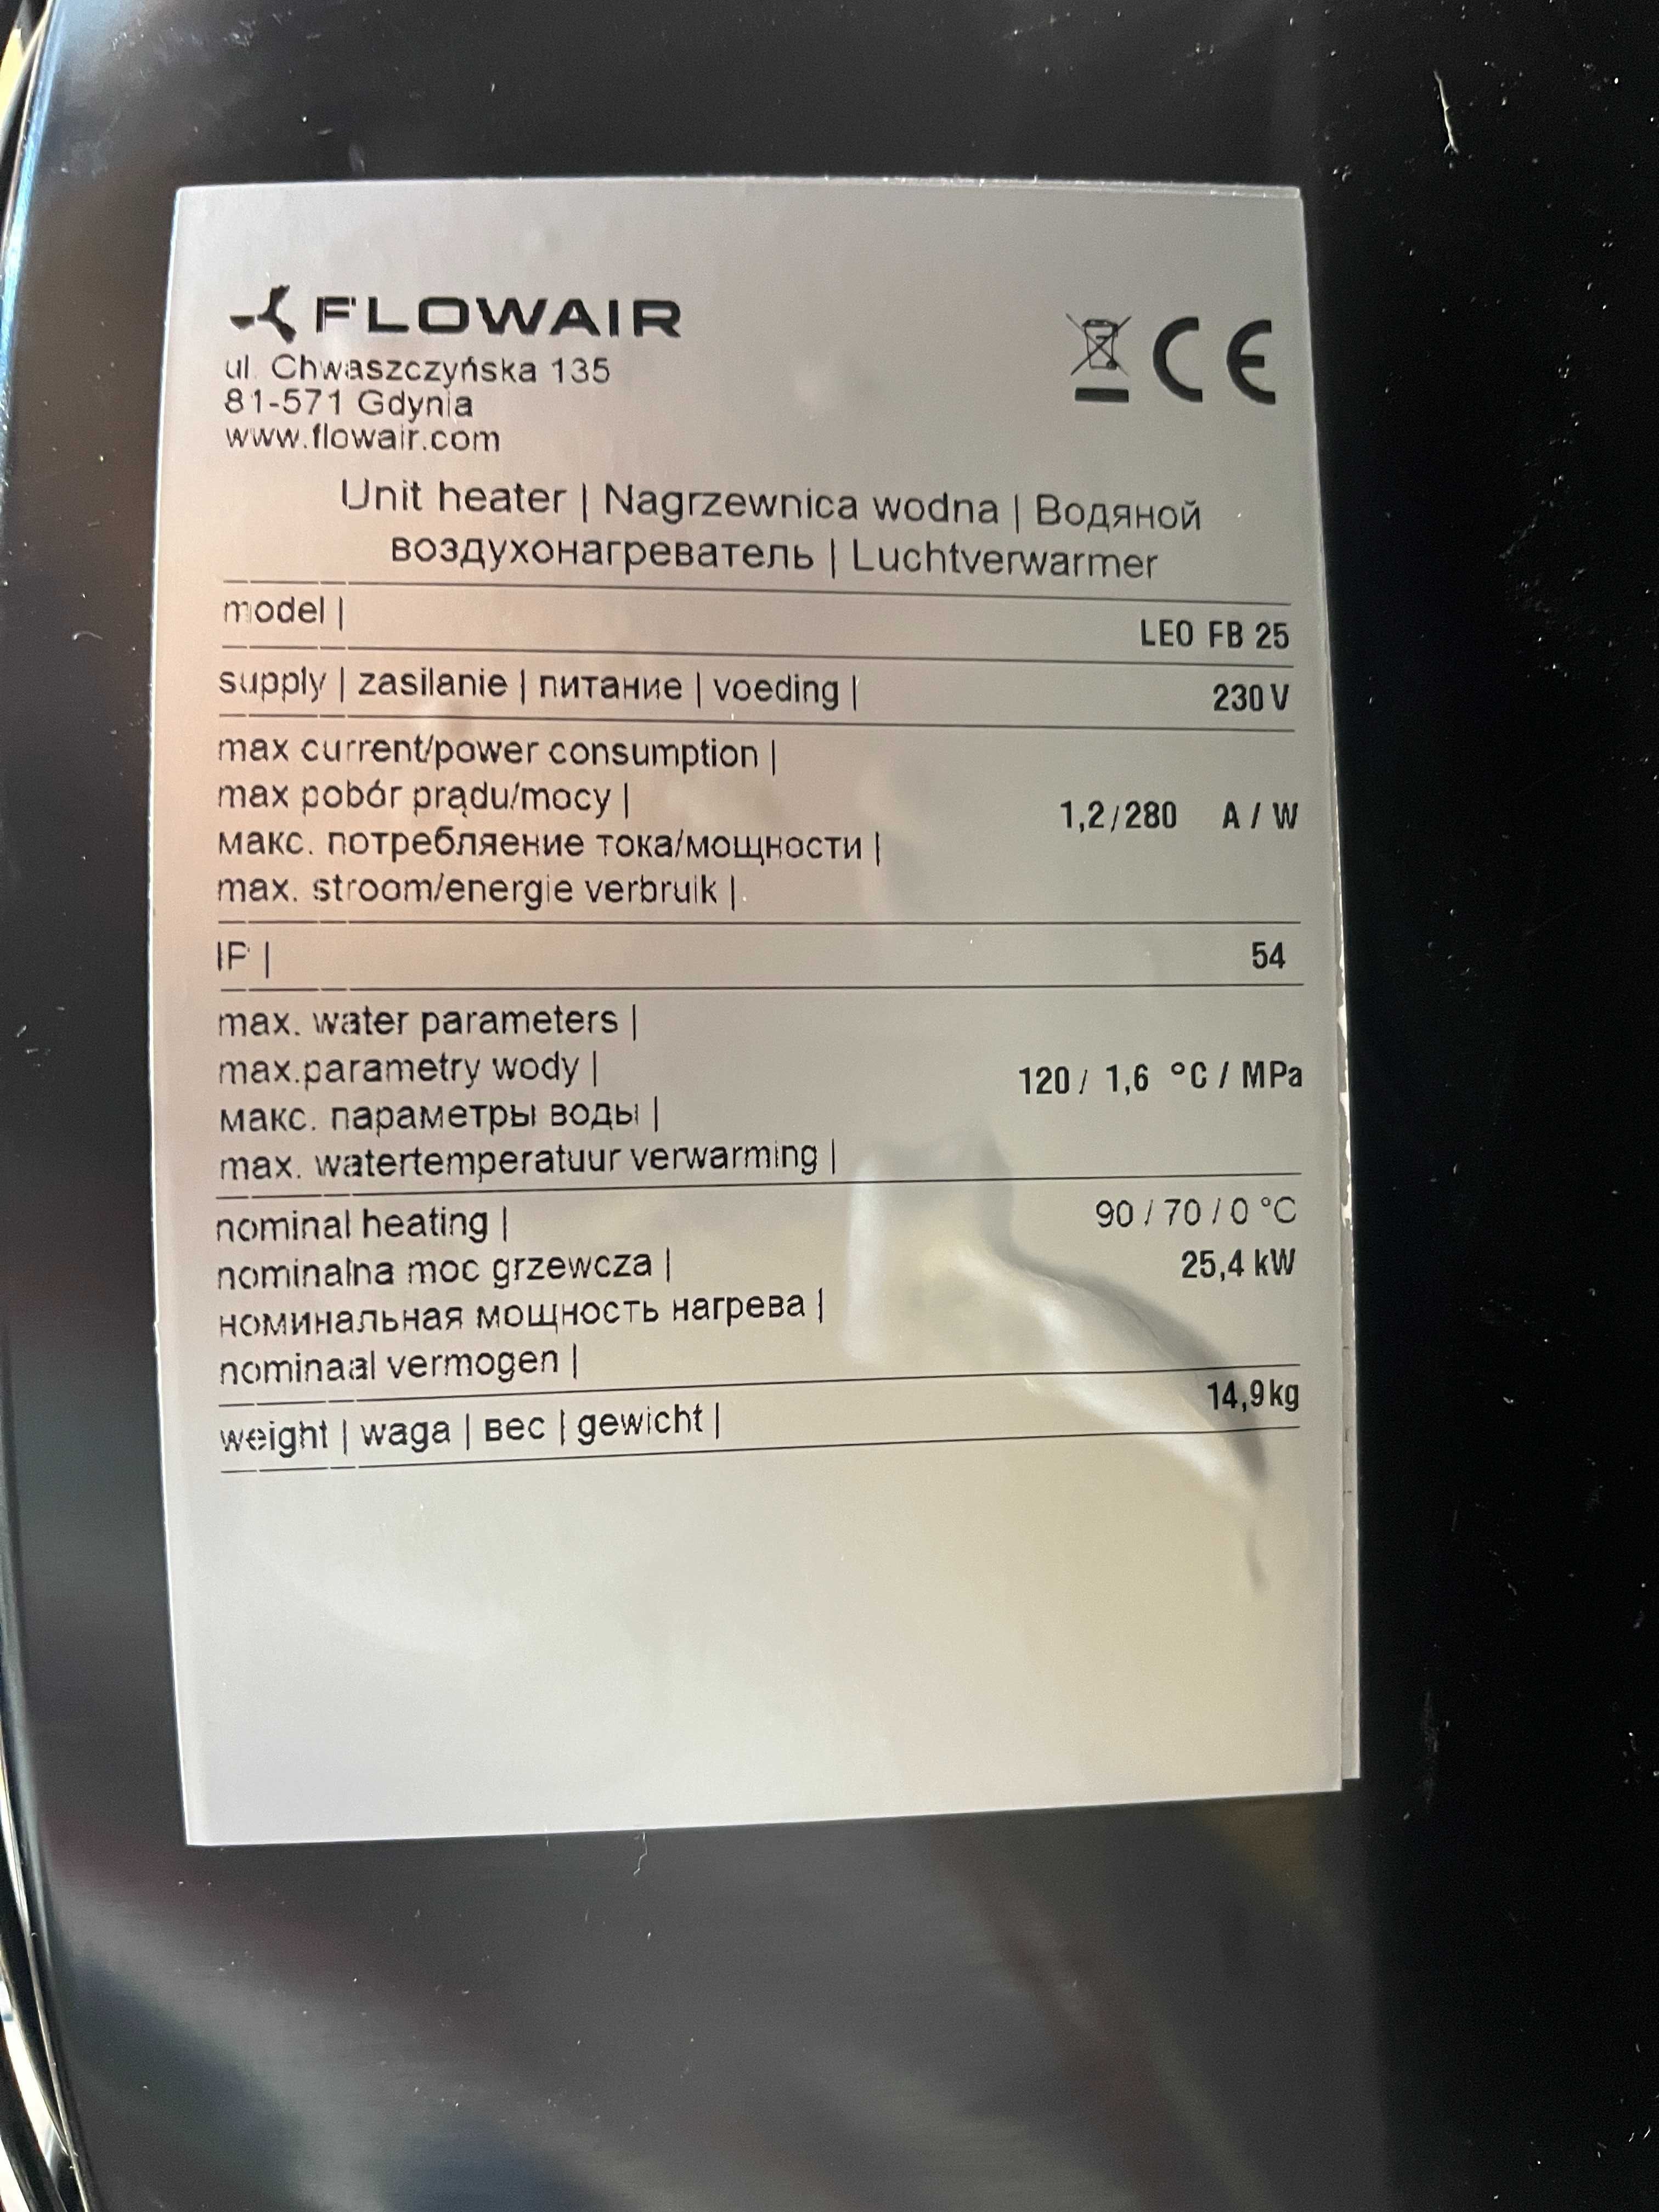 FLOWAIR
ul. Chwaszczyńska 135
81-571 Gdynia
www.flowair.com
CE
Unit heater | Nagrzewnica wodna | Водяной
воздухонагреватель | Luchtverwarmer
model | LEO FB 25
supply | zasilanie | питание | voeding | 230 V
max current/power consumption |
max pobór prądu/mocy | 1,2/280 A / W
макс. потребляение тока/мощности |
max. stroom/energie verbruik |
IP | 54
max. water parameters |
max.parametry wody | 120 / 1,6 °C / MPa
макс. параметры воды |
max. watertemperatuur verwarming |
nominal heating | 90 / 70 / 0 °C
nominalna moc grzewcza | 25,4 kW
номинальная мощность нагрева |
nominaal vermogen |
weight | waga | вес | gewicht | 14,9 kg